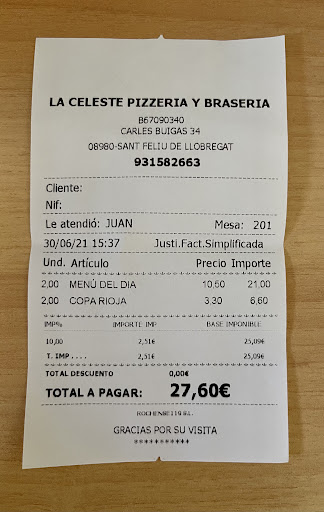 LA CELESTE PIZZERIA Y BRASERIA
B67090340
CARLES BUIGAS 34
08980-SANT FELIU DE LLOBREGAT
931582663
Cliente:
Nif:
Le atendió: JUAN Mesa: 201
30/06/21 15:37 Justi.Fact.Simplificada
Und. Artículo Precio Importe
2,00 MENÚ DEL DIA 10,50 21,00
2,00 COPA RIOJA 3,30 6,60
IMP% IMPORTE IMP BASE IMPONIBLE
10,00 2,51€ 25,09€
T. IMP . . . . 2,51€ 25,09€
TOTAL DESCUENTO 0,00€
TOTAL A PAGAR: 27,60€
GRACIAS POR SU VISITA
***********